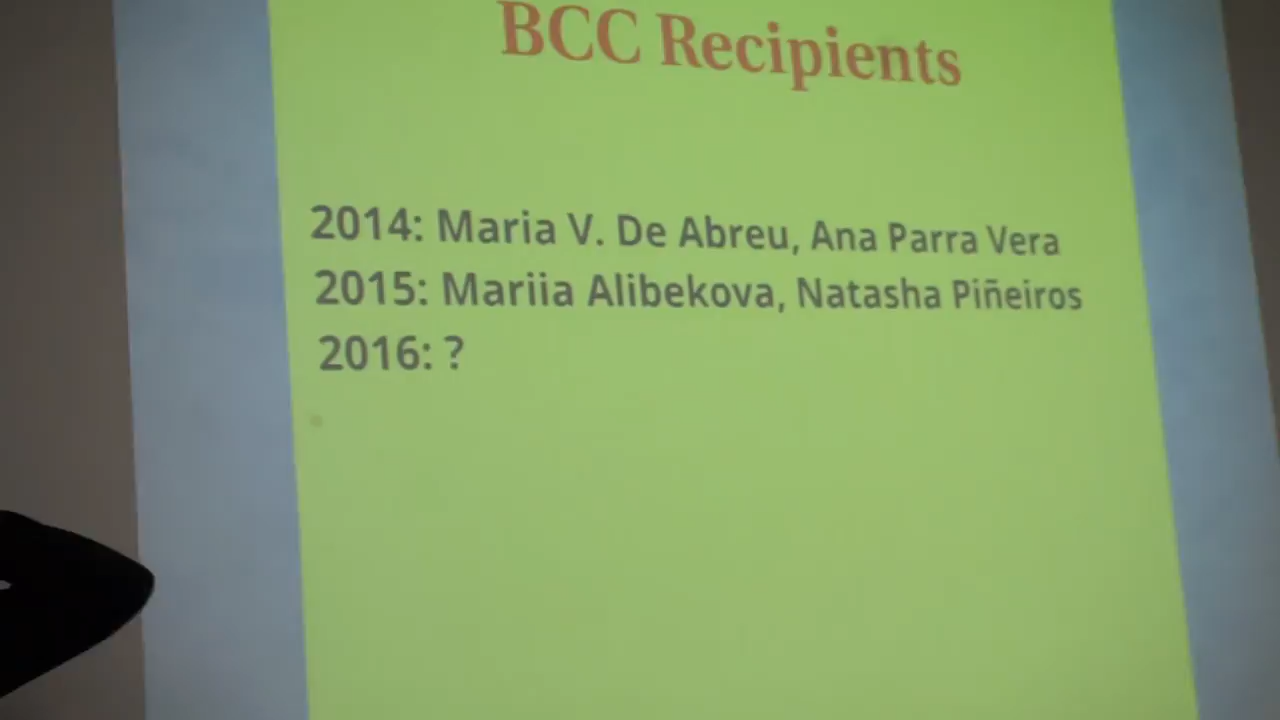 BCC Recipients
2014: Maria V. De Abreu, Ana Parra Vera
2015: Mariia Alibekova, Natasha Piñeiros
2016: ?